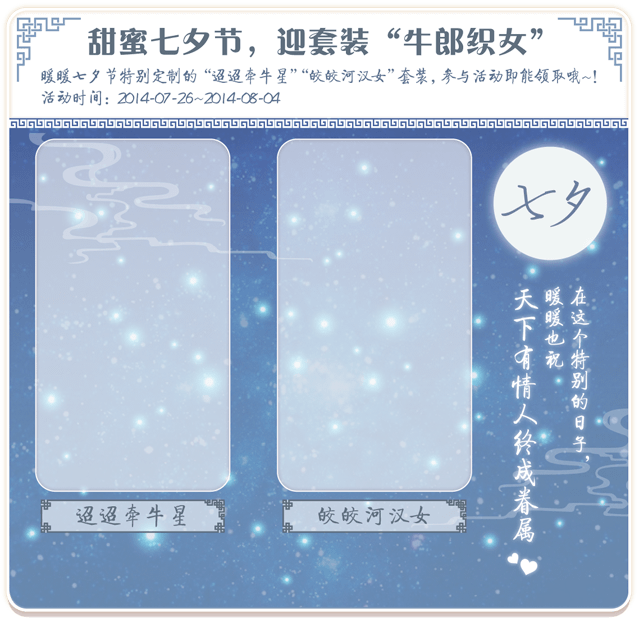 甜蜜七夕节，迎套装“牛郎织女”
暖暖七夕节特别定制的“迢迢牵牛星”“皎皎河汉女”套装，参与活动即能领取哦~！
活动时间：2014-07-26~2014-08-04
七夕
在这个特别的日子，
暖暖也祝
天下有情人终成眷属
迢迢牵牛星
皎皎河汉女